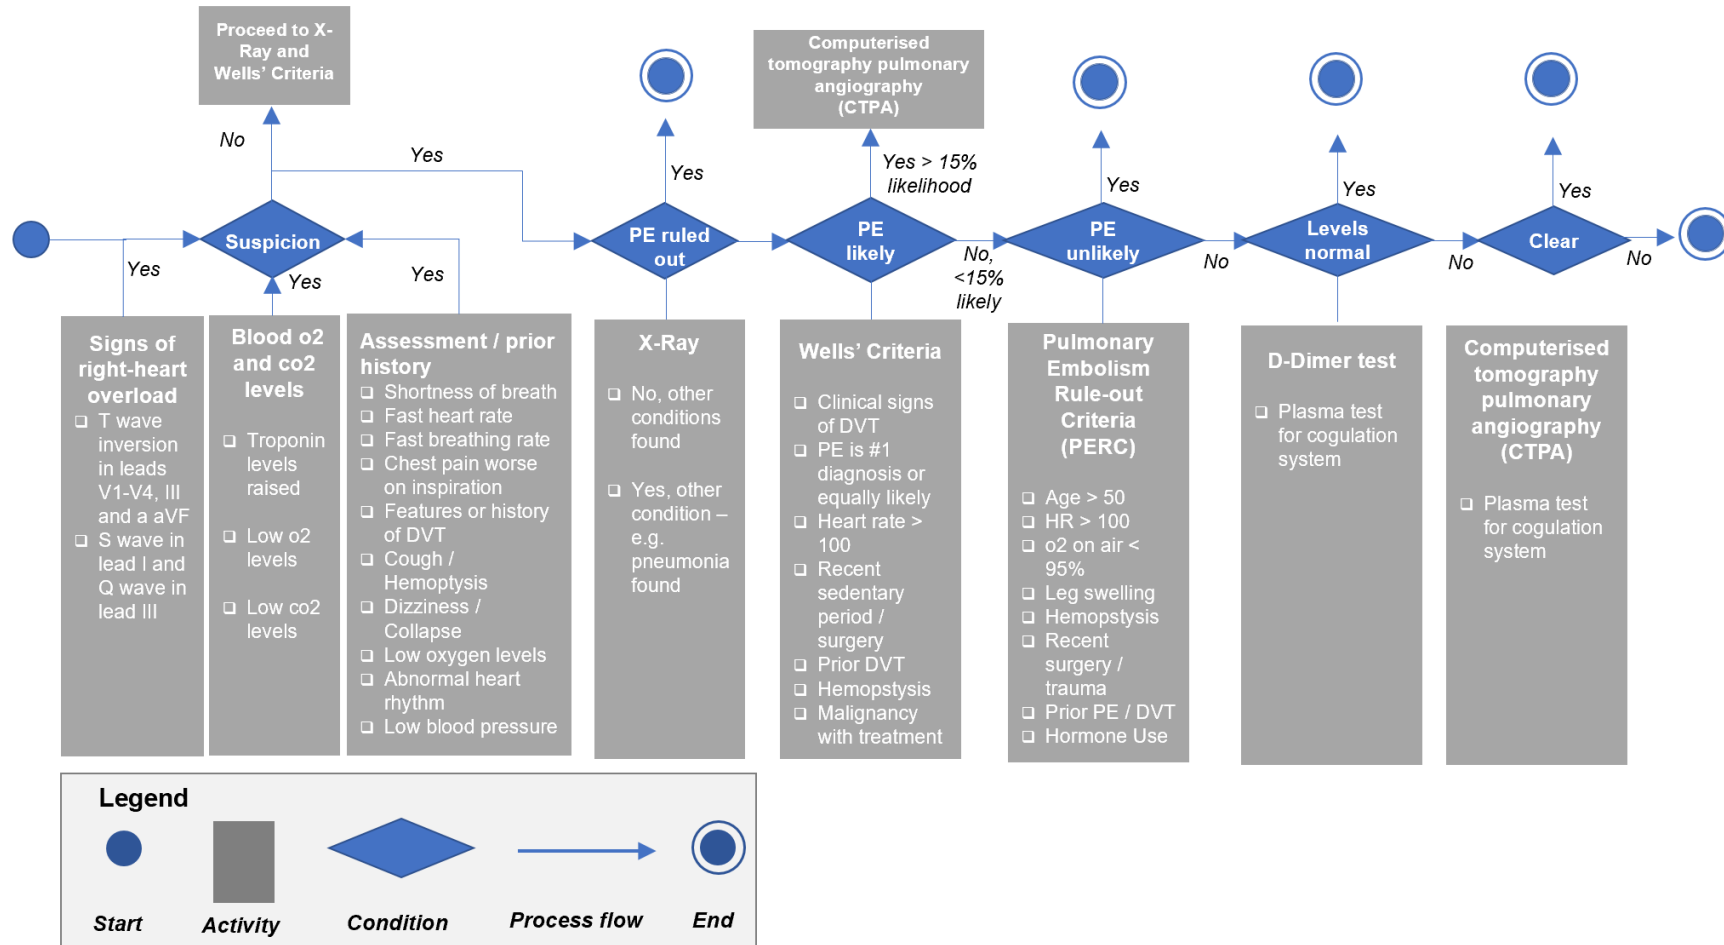 Proceed to X-
Ray and
Wells' Criteria
Computerised
tomography pulmonary
angiography
(CTPA)
No
Yes
Yes
Yes > 15%
likelihood
Yes
Yes
Yes
Suspicion
PE ruled
out
PE
likely
PE
unlikely
Levels
normal
Clear
Yes
Yes
Yes
No,
<15%
likely
No
No
No
Signs of
right-heart
overload
❑ T wave
inversion
in leads
V1-V4, III
and a aVF
❑ S wave in
lead I and
Q wave in
lead III
Blood o2
and co2
levels
❑ Troponin
levels
raised
❑ Low o2
levels
❑ Low co2
levels
Assessment / prior
history
❑ Shortness of breath
❑ Fast heart rate
❑ Fast breathing rate
❑ Chest pain worse
on inspiration
❑ Features or history
of DVT
❑ Cough /
Hemoptysis
❑ Dizziness /
Collapse
❑ Low oxygen levels
❑ Abnormal heart
rhythm
❑ Low blood pressure
X-Ray
❑ No, other
conditions
found
❑ Yes, other
condition –
e.g.
pneumonia
found
Wells' Criteria
❑ Clinical signs
of DVT
❑ PE is #1
diagnosis or
equally likely
❑ Heart rate >
100
❑ Recent
sedentary
period /
surgery
❑ Prior DVT
❑ Hemopstysis
❑ Malignancy
with treatment
Pulmonary
Embolism
Rule-out
Criteria
(PERC)
❑ Age > 50
❑ HR > 100
❑ o2 on air <
95%
❑ Leg swelling
❑ Hemopstysis
❑ Recent
surgery /
trauma
❑ Prior PE / DVT
❑ Hormone Use
D-Dimer test
❑ Plasma test
for cogulation
system
Computerised
tomography
pulmonary
angiography
(CTPA)
❑ Plasma test
for cogulation
system
Legend
Start
Activity
Condition
Process flow
End